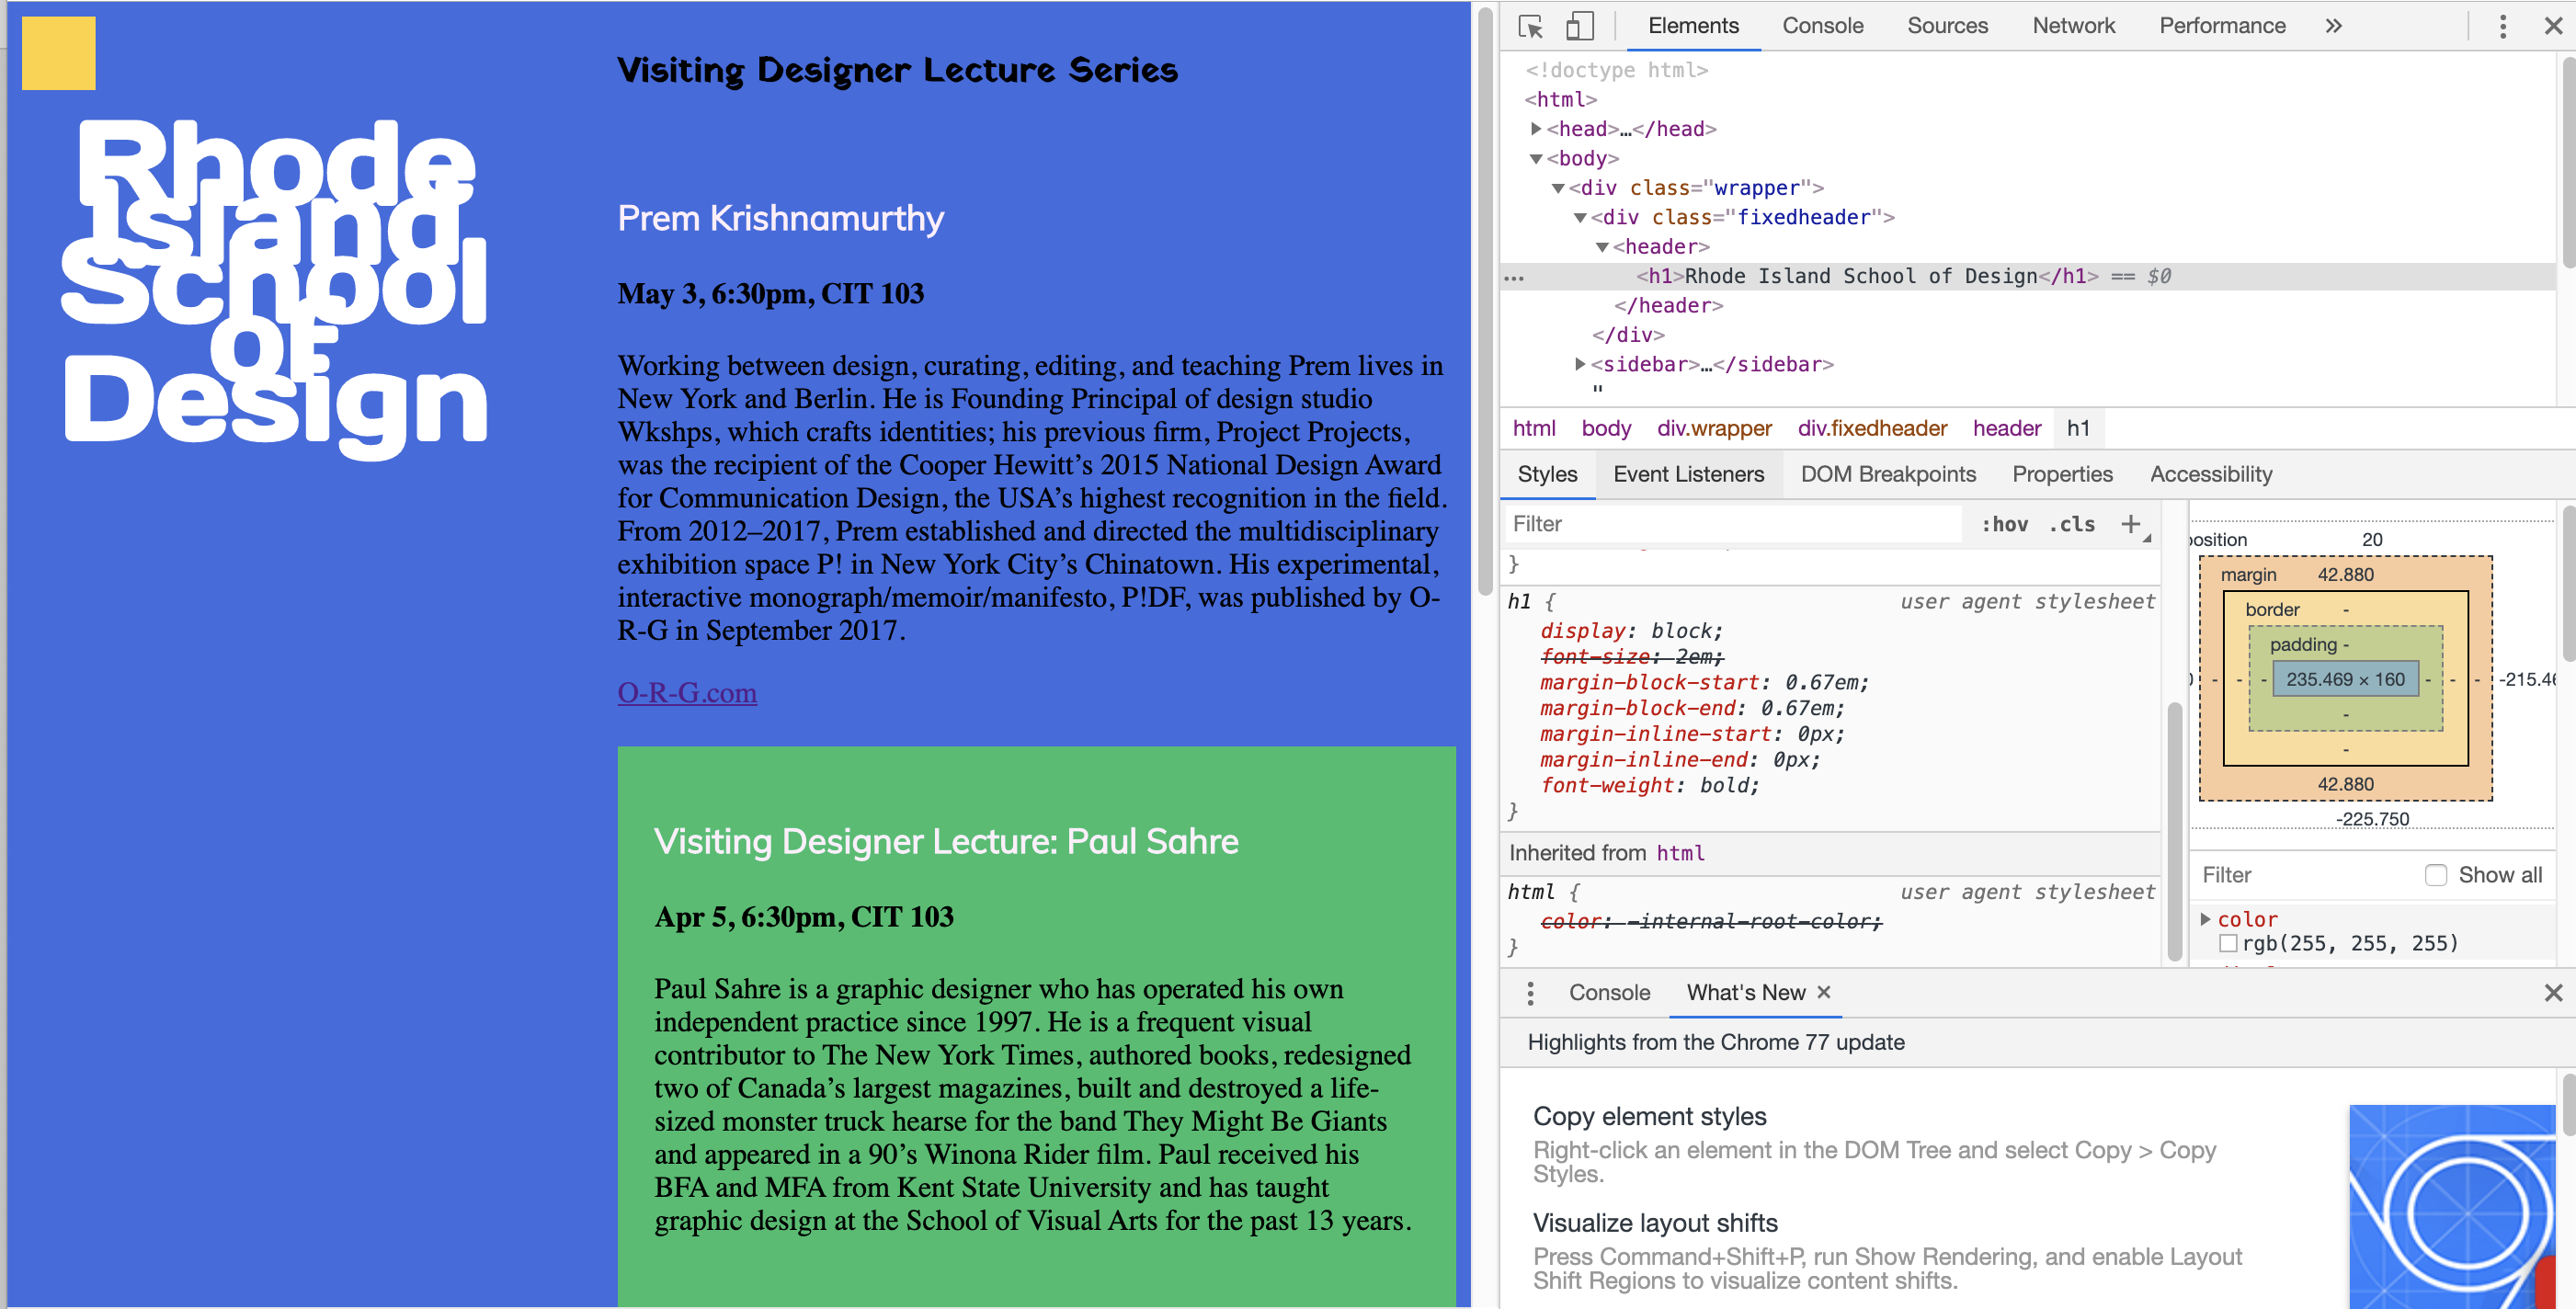 Rhode
Island
School
of
Design
Visiting Designer Lecture Series
Prem Krishnamurthy
May 3, 6:30pm, CIT 103
Working between design, curating, editing, and teaching Prem lives in
New York and Berlin. He is Founding Principal of design studio
Wkshps, which crafts identities; his previous firm, Project Projects,
was the recipient of the Cooper Hewitt’s 2015 National Design Award
for Communication Design, the USA’s highest recognition in the field.
From 2012–2017, Prem established and directed the multidisciplinary
exhibition space P! in New York City’s Chinatown. His experimental,
interactive monograph/memoir/manifesto, P!DF, was published by O-
R-G in September 2017.
O-R-G.com
Visiting Designer Lecture: Paul Sahre
Apr 5, 6:30pm, CIT 103
Paul Sahre is a graphic designer who has operated his own
independent practice since 1997. He is a frequent visual
contributor to The New York Times, authored books, redesigned
two of Canada’s largest magazines, built and destroyed a life-
sized monster truck hearse for the band They Might Be Giants
and appeared in a 90’s Winona Rider film. Paul received his
BFA and MFA from Kent State University and has taught
graphic design at the School of Visual Arts for the past 13 years.
Elements Console Sources Network Performance »
<!doctype html>
<html>
<head>…</head>
<body>
<div class="wrapper">
<div class="fixedheader">
<header>
… <h1>Rhode Island School of Design</h1> == $0
</header>
</div>
<sidebar>…</sidebar>
"
html body div.wrapper div.fixedheader header h1
Styles Event Listeners DOM Breakpoints Properties Accessibility
Filter :hov .cls +
}
h1 { user agent stylesheet
display: block;
font-size: 2em;
margin-block-start: 0.67em;
margin-block-end: 0.67em;
margin-inline-start: 0px;
margin-inline-end: 0px;
font-weight: bold;
}
Inherited from html
html { user agent stylesheet
color: -internal-root-color;
}
position 20
margin 42.880
border -
padding -
- - - 235.469 × 160 - - - -215.46
-
-
42.880
-225.750
Filter Show all
color
rgb(255, 255, 255)
Console What's New ×
Highlights from the Chrome 77 update
Copy element styles
Right-click an element in the DOM Tree and select Copy > Copy
Styles.
Visualize layout shifts
Press Command+Shift+P, run Show Rendering, and enable Layout
Shift Regions to visualize content shifts.